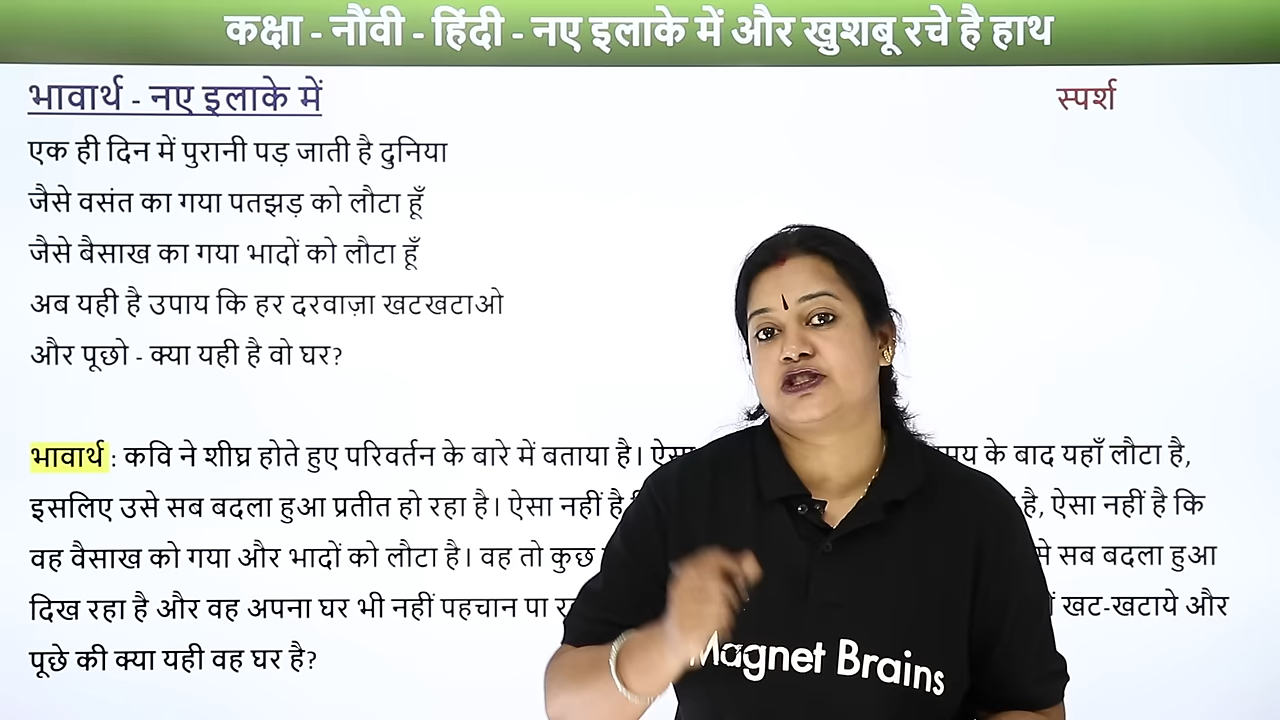 कक्षा - नौंवी - हिंदी - नए इलाके में और खुशबू रचे है हाथ
भावार्थ - नए इलाके में
स्पर्श
एक ही दिन में पुरानी पड़ जाती है दुनिया
जैसे वसंत का गया पतझड़ को लौटा हूँ
जैसे बैसाख का गया भादों को लौटा हूँ
अब यही है उपाय कि हर दरवाज़ा खटखटाओ
और पूछो - क्या यही है वो घर?
भावार्थ : कवि ने शीघ्र होते हुए परिवर्तन के बारे में बताया है। के बाद यहाँ लौटा है,
इसलिए उसे सब बदला हुआ प्रतीत हो रहा है। ऐसा नहीं है है, ऐसा नहीं है कि
वह वैसाख को गया और भादों को लौटा है। वह तो कुछ सब बदला हुआ
दिख रहा है और वह अपना घर भी नहीं पहचान पा खट-खटाये और
पूछे की क्या यही वह घर है?
Magnet Brains